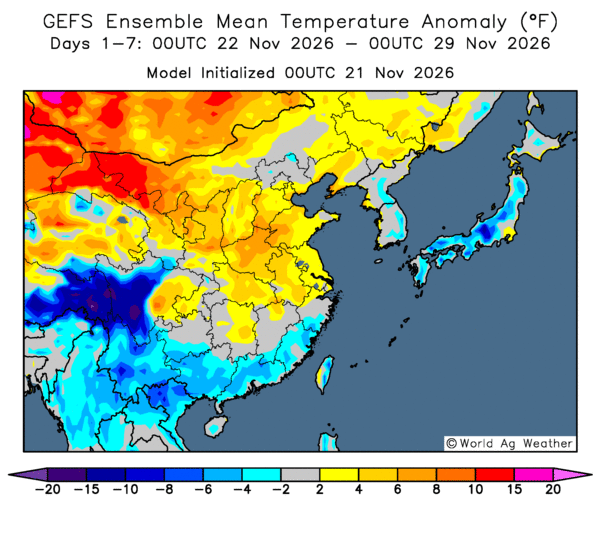 GEFS Ensemble Mean Temperature Anomaly (°F)
Days 1-7: 00UTC 22 Nov 2026 - 00UTC 29 Nov 2026
Model Initialized 00UTC 21 Nov 2026
© World Ag Weather
-20 -15 -10 -8 -6 -4 -2 2 4 6 8 10 15 20